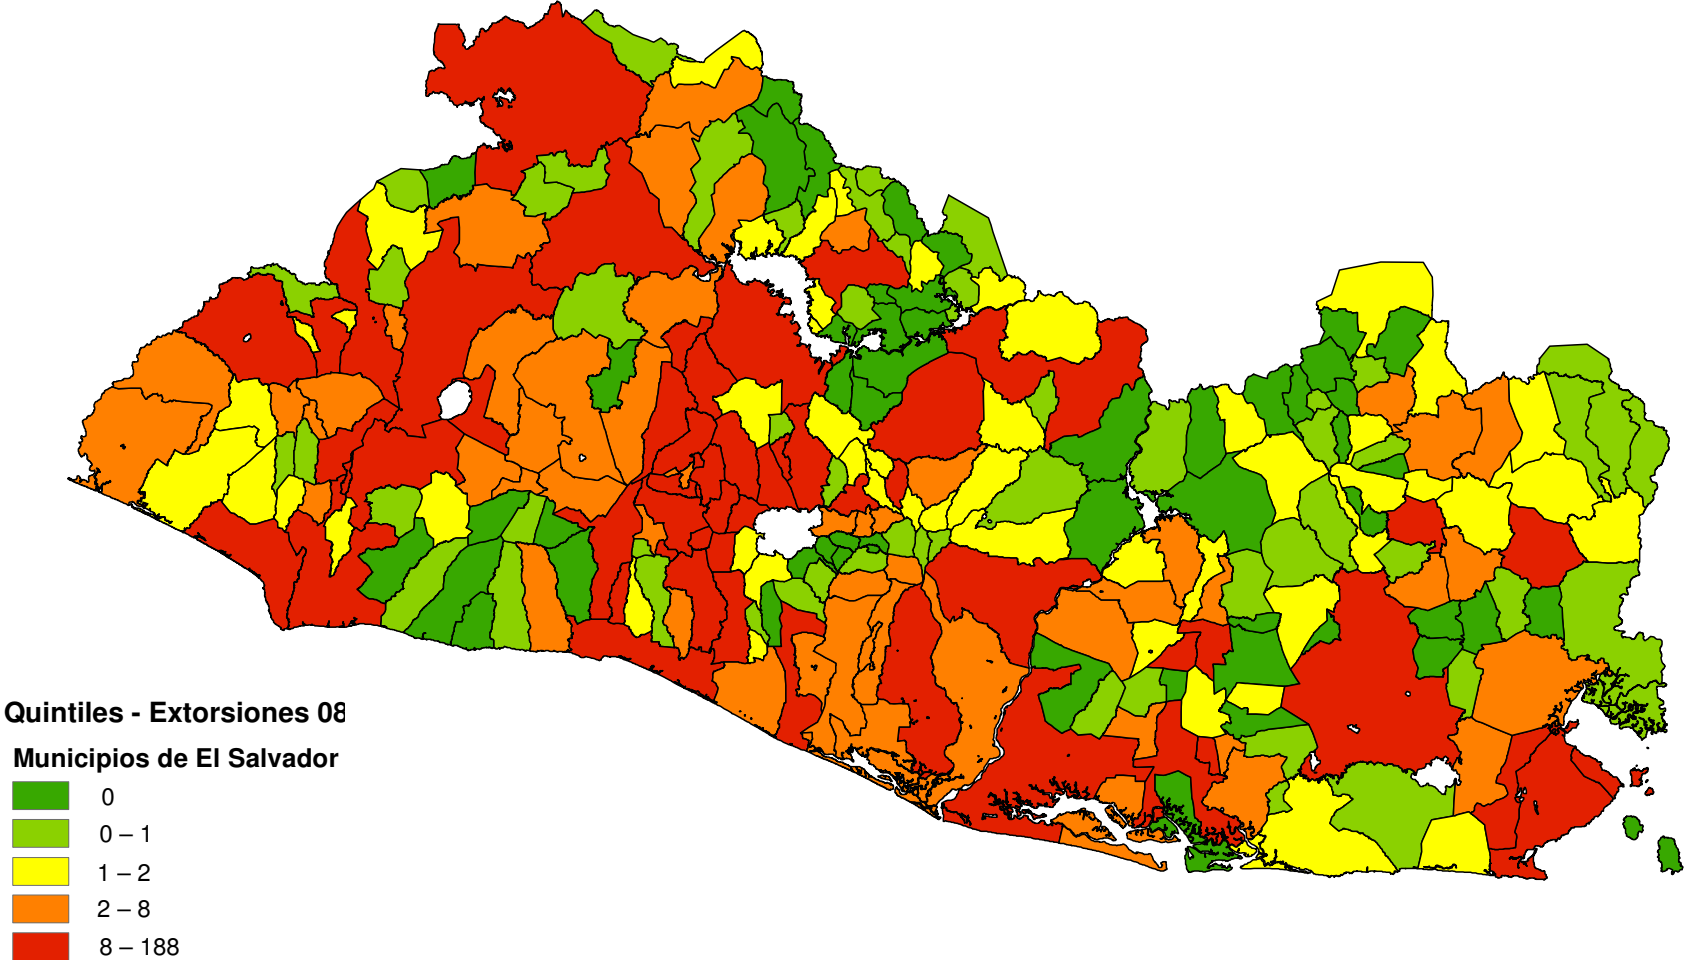 Quintiles - Extorsiones 08
Municipios de El Salvador
0
0 – 1
1 – 2
2 – 8
8 – 188